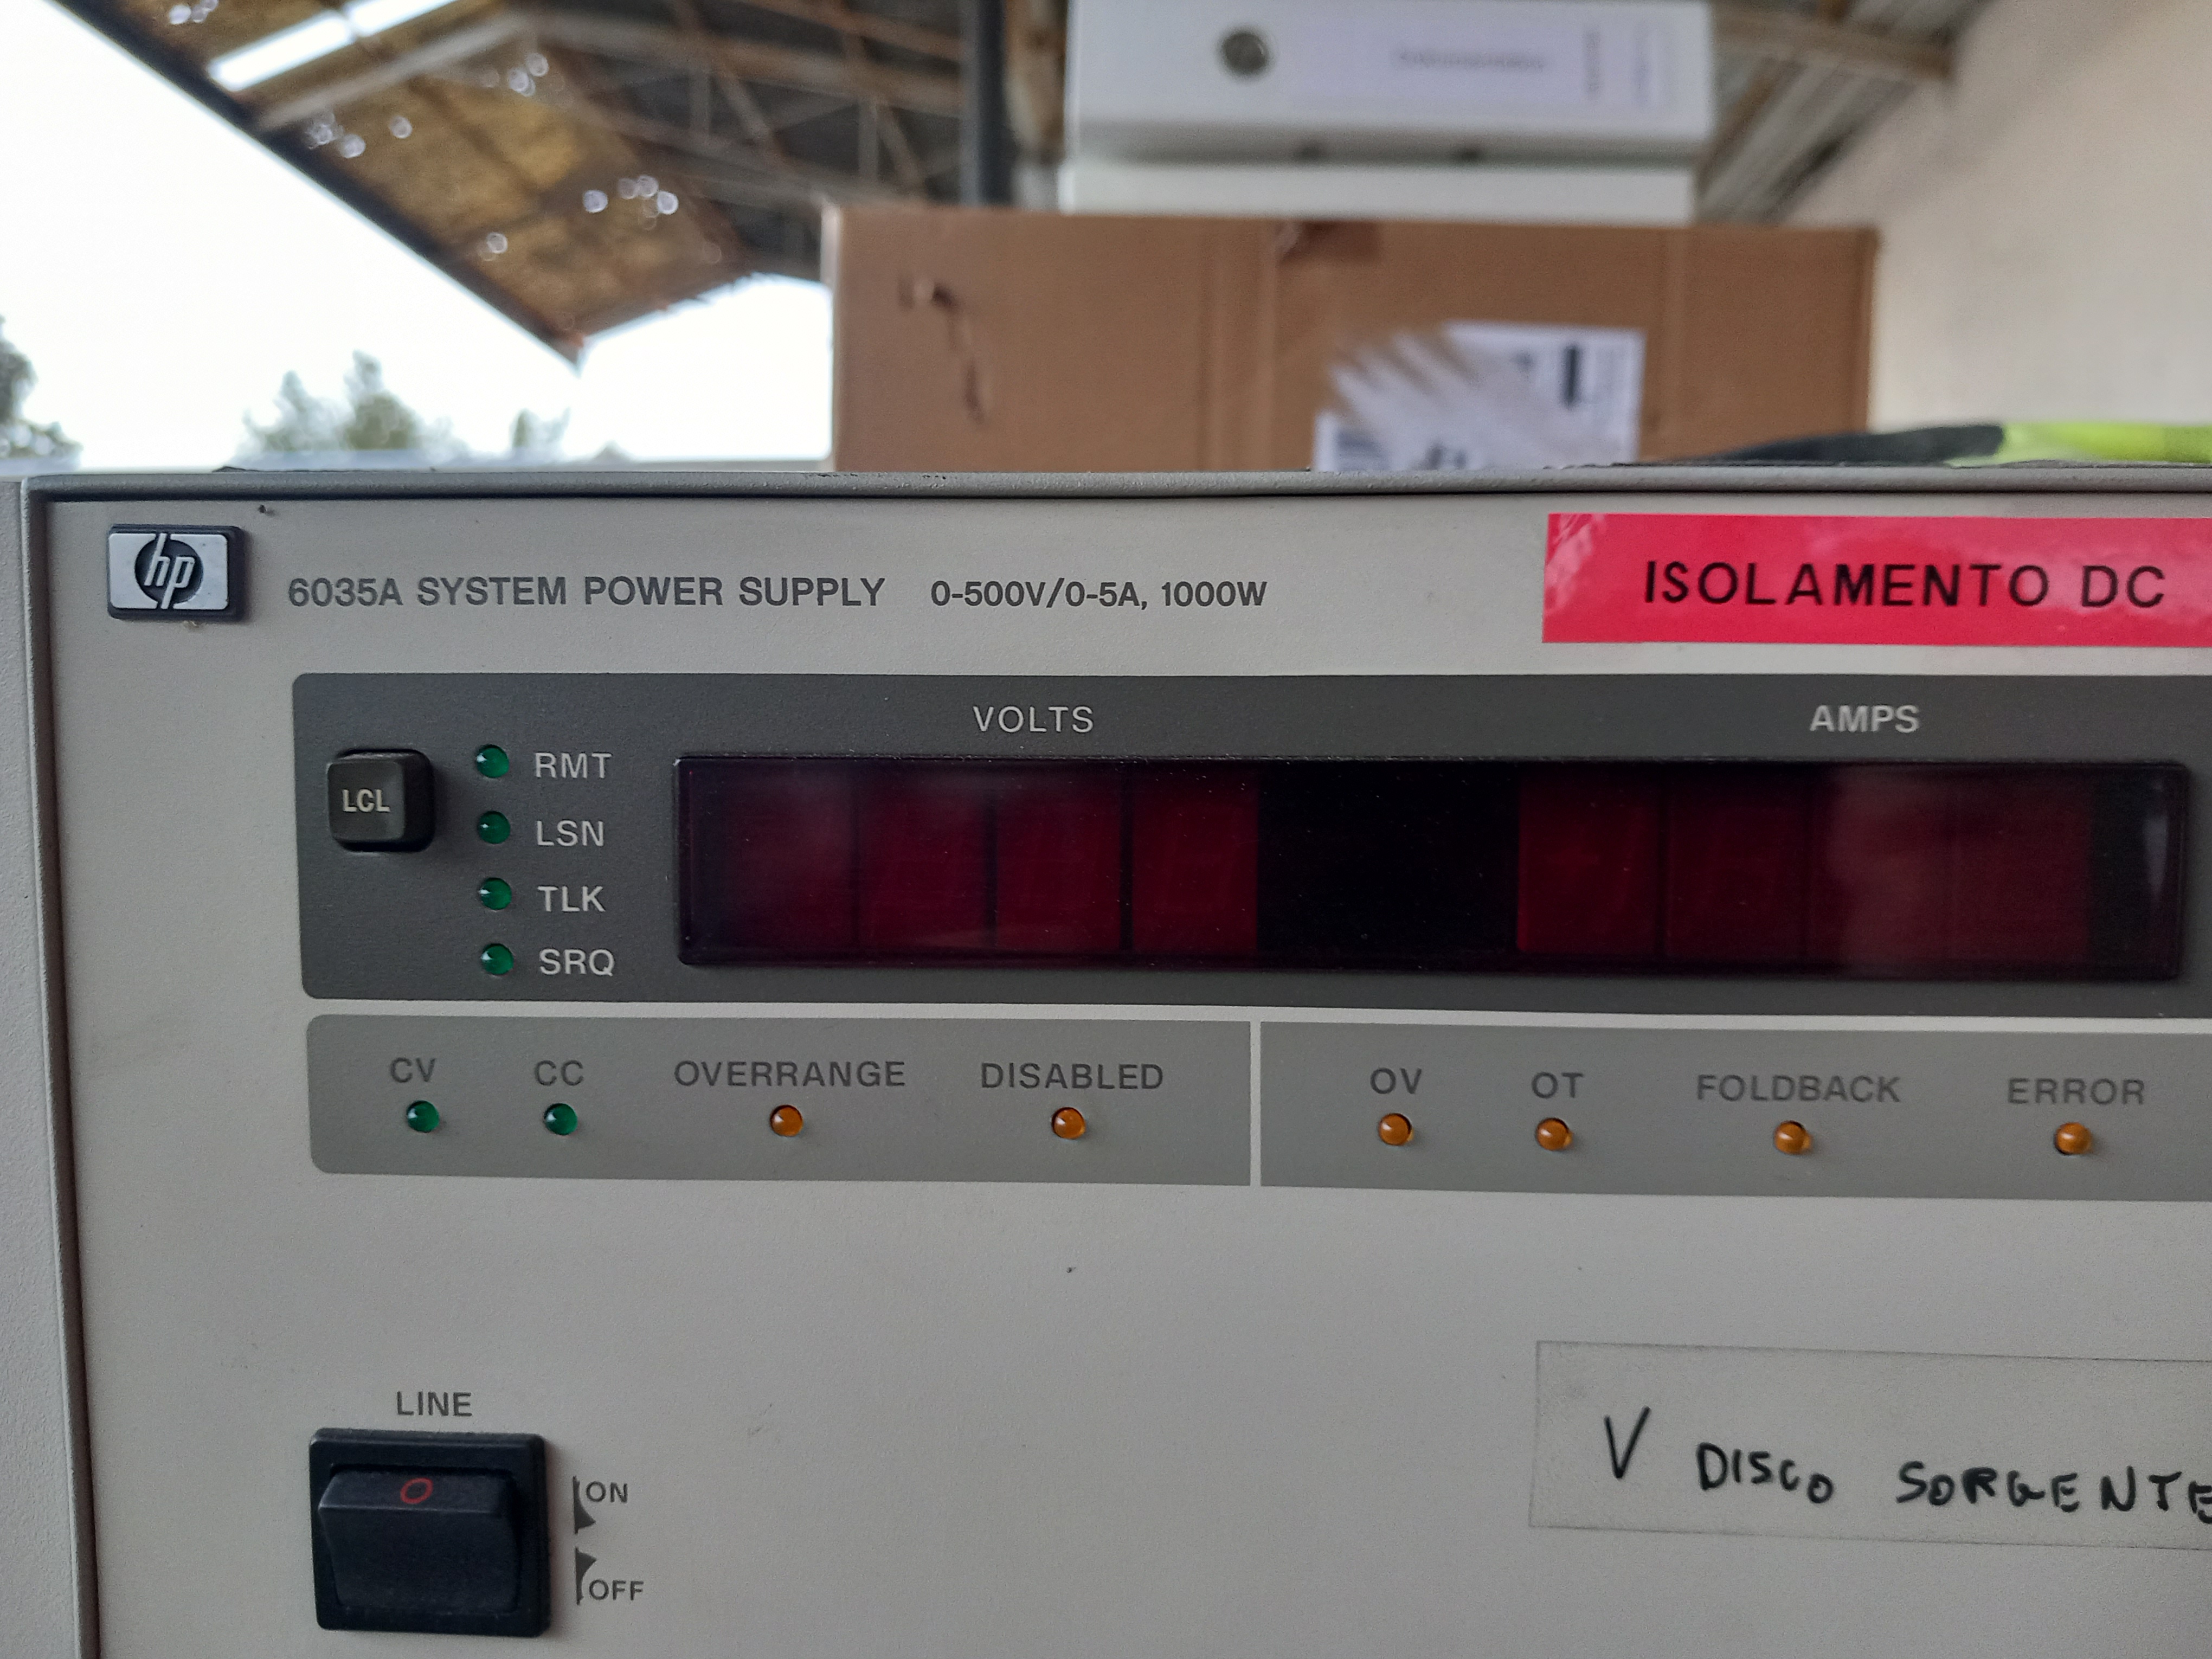 hp
6035A SYSTEM POWER SUPPLY 0-500V/0-5A, 1000W
ISOLAMENTO DC
VOLTS
AMPS
LCL
RMT
LSN
TLK
SRQ
CV CC OVERRANGE DISABLED
OV OT FOLDBACK ERROR
LINE
O
ON
OFF
V DISCO SORGENTE